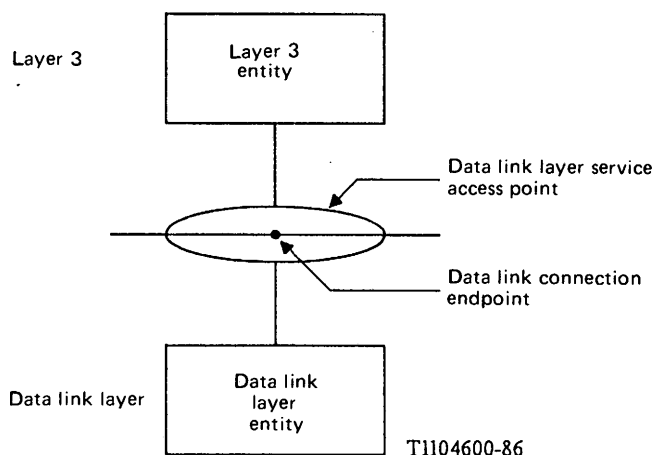 Layer 3
Layer 3
entity
Data link layer service
access point
Data link connection
endpoint
Data link layer
Data link
layer
entity
T1104600-86